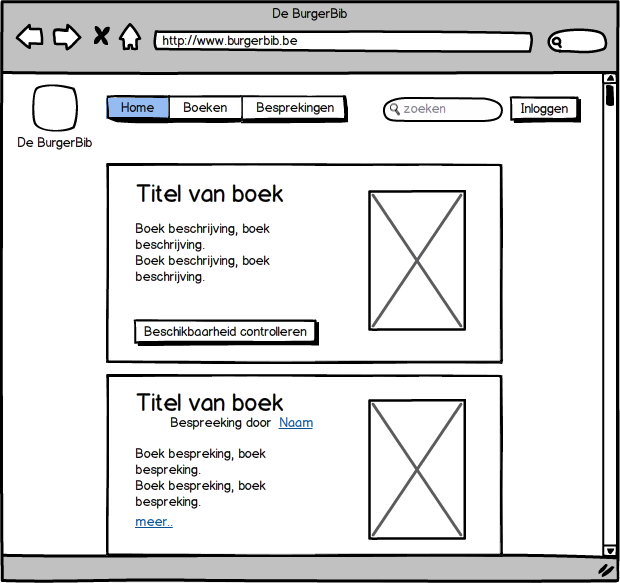 De BurgerBib
http://www.burgerbib.be
Home Boeken Besprekingen zoeken Inloggen
De BurgerBib
Titel van boek
Boek beschrijving, boek
beschrijving.
Boek beschrijving, boek
beschrijving.
Beschikbaarheid controlleren
Titel van boek
Bespreeking door Naam
Boek bespreking, boek
bespreking.
Boek bespreking, boek
bespreking.
meer..